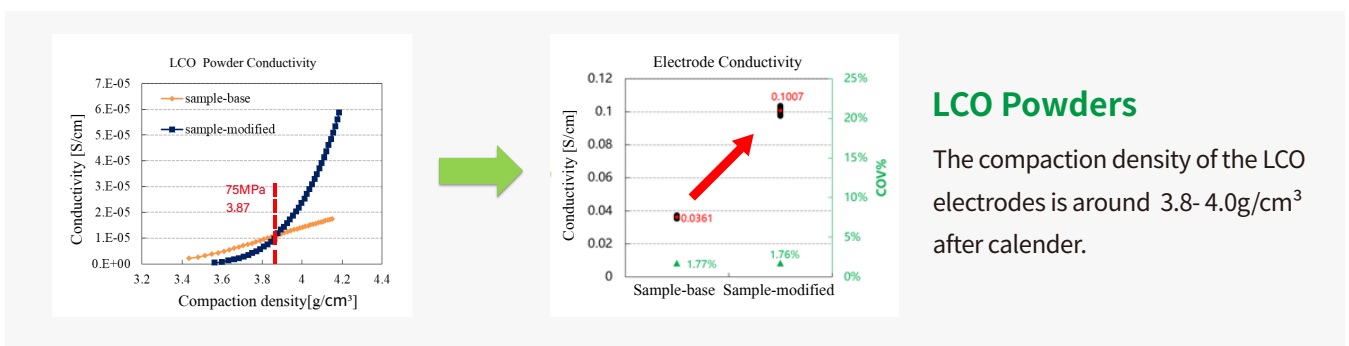 LCO Powder Conductivity
7.E-05
6.E-05
5.E-05
4.E-05
3.E-05
2.E-05
1.E-05
0.E+00
sample-base
sample-modified
75MPa
3.87
Conductivity [S/cm]
3.2 3.4 3.6 3.8 4 4.2 4.4
Compaction density[g/cm³]
Electrode Conductivity
0.12
0.1
0.08
0.06
0.04
0.02
0
Conductivity [S/cm]
0.1007
0.0361
1.77%
1.76%
25%
20%
15%
10%
5%
0%
COV%
Sample-base Sample-modified
LCO Powders
The compaction density of the LCO
electrodes is around 3.8- 4.0g/cm³
after calender.